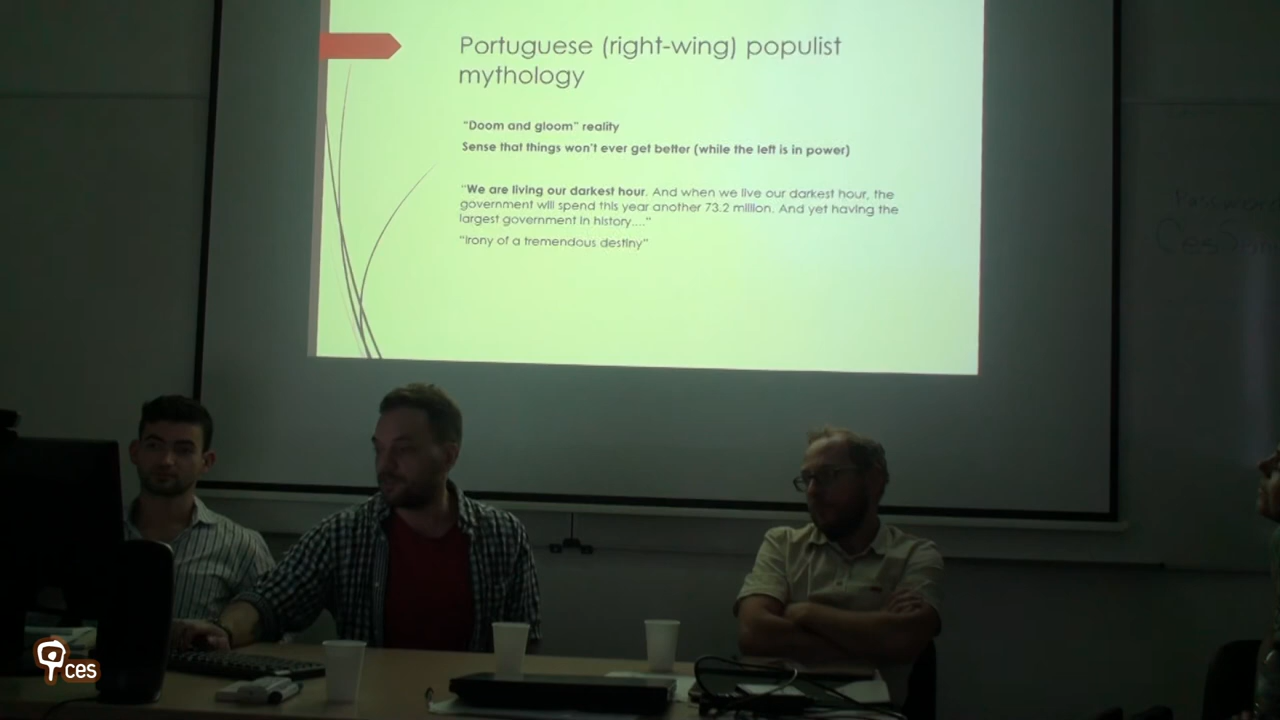 Portuguese (right-wing) populist
mythology
"Doom and gloom" reality
Sense that things won't ever get better (while the left is in power)
"We are living our darkest hour. And when we live our darkest hour, the
government will spend this year another 73.2 million. And yet having the
largest government in history...."
"Irony of a tremendous destiny"
Password
ces